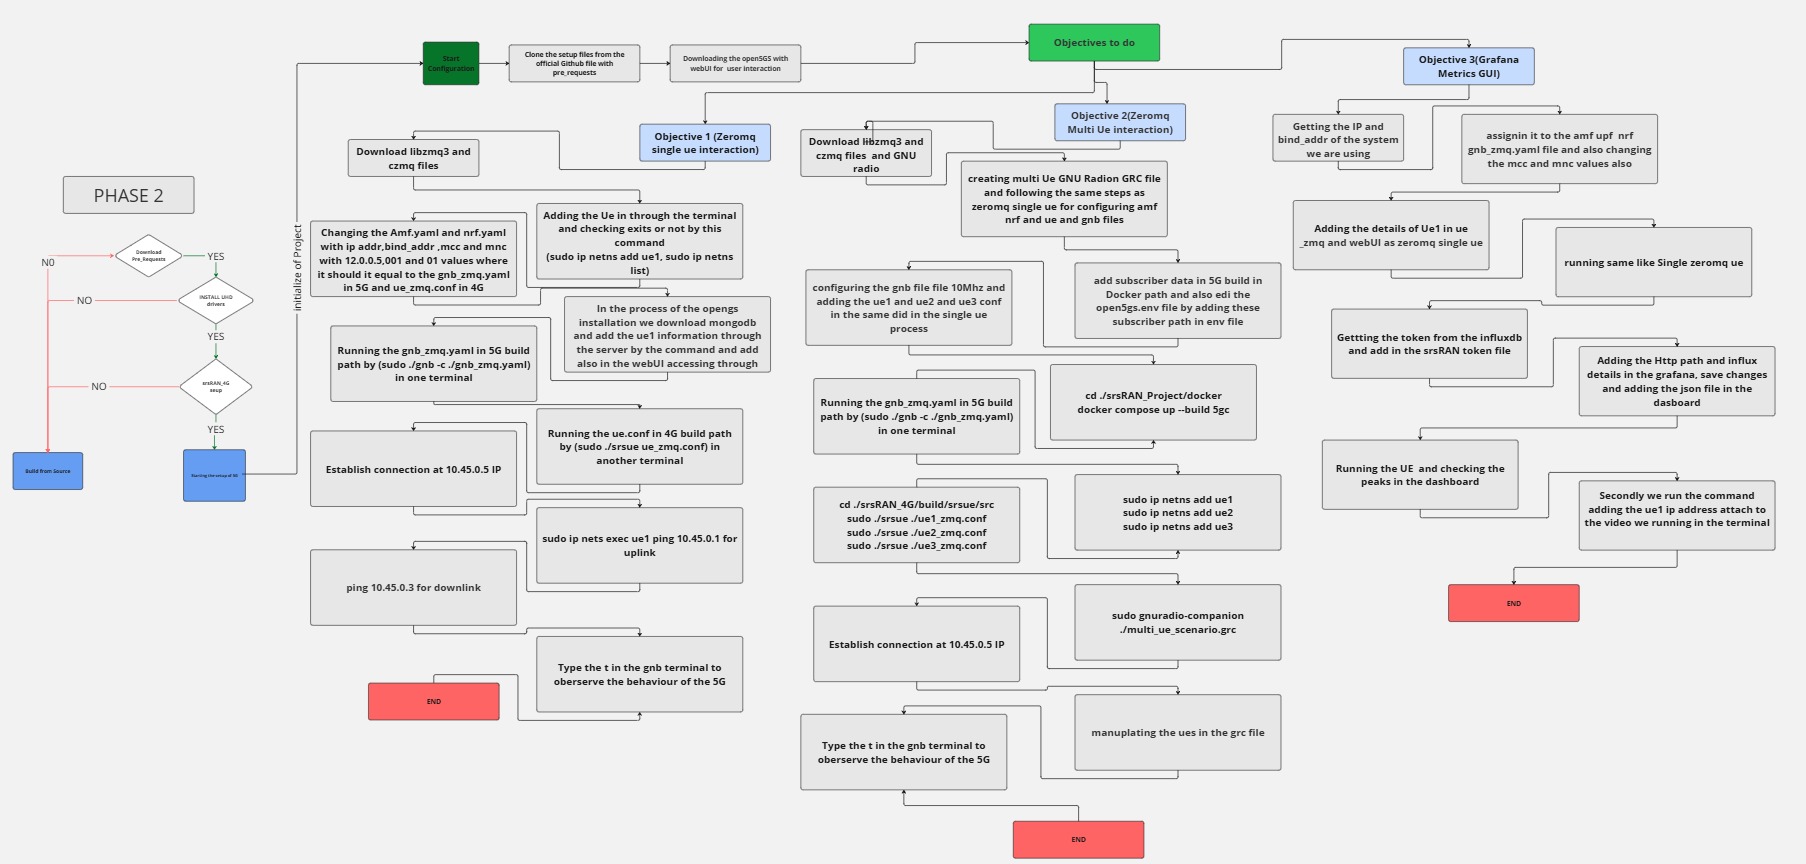 PHASE 2
Download
Pre_Requests
N0
YES
INSTALL UHD
drivers
NO
YES
srsRAN_4G
seup
NO
YES
Build from Source
Starting the setup of 5G
initialize of Project
Start
Configuration
Clone the setup files from the
official Github file with
pre_requests
Downloading the open5GS with
webUI for user interaction
Objectives to do
Objective 1 (Zeromq
single ue interaction)
Download libzmq3 and
czmq files
Adding the Ue in through the terminal
and checking exits or not by this
command
(sudo ip netns add ue1, sudo ip netns
list)
Changing the Amf.yaml and nrf.yaml
with ip addr,bind_addr ,mcc and mnc
with 12.0.0.5,001 and 01 values where
it should it equal to the gnb_zmq.yaml
in 5G and ue_zmq.conf in 4G
In the process of the opengs
installation we download mongodb
and add the ue1 information through
the server by the command and add
also in the webUI accessing through
Running the gnb_zmq.yaml in 5G build
path by (sudo ./gnb -c ./gnb_zmq.yaml)
in one terminal
Running the ue.conf in 4G build path
by (sudo ./srsue ue_zmq.conf) in
another terminal
Establish connection at 10.45.0.5 IP
sudo ip nets exec ue1 ping 10.45.0.1 for
uplink
ping 10.45.0.3 for downlink
Type the t in the gnb terminal to
oberserve the behaviour of the 5G
END
Objective 2(Zeromq
Multi Ue interaction)
Download libzmq3 and
czmq files and GNU
radio
creating multi Ue GNU Radion GRC file
and following the same steps as
zeromq single ue for configuring amf
nrf and ue and gnb files
add subscriber data in 5G build in
Docker path and also edi the
open5gs.env file by adding these
subscriber path in env file
configuring the gnb file file 10Mhz and
adding the ue1 and ue2 and ue3 conf
in the same did in the single ue
process
cd ./srsRAN_Project/docker
docker compose up --build 5gc
Running the gnb_zmq.yaml in 5G build
path by (sudo ./gnb -c ./gnb_zmq.yaml)
in one terminal
sudo ip netns add ue1
sudo ip netns add ue2
sudo ip netns add ue3
cd ./srsRAN_4G/build/srsue/src
sudo ./srsue ./ue1_zmq.conf
sudo ./srsue ./ue2_zmq.conf
sudo ./srsue ./ue3_zmq.conf
sudo gnuradio-companion
./multi_ue_scenario.grc
Establish connection at 10.45.0.5 IP
manuplating the ues in the grc file
Type the t in the gnb terminal to
oberserve the behaviour of the 5G
END
Objective 3(Grafana
Metrics GUI)
Getting the IP and
bind_addr of the system
we are using
assignin it to the amf upf nrf
gnb_zmq.yaml file and also changing
the mcc and mnc values also
Adding the details of Ue1 in ue
_zmq and webUI as zeromq single ue
running same like Single zeromq ue
Gettting the token from the influxdb
and add in the srsRAN token file
Adding the Http path and influx
details in the grafana, save changes
and adding the json file in the
dasboard
Running the UE and checking the
peaks in the dashboard
Secondly we run the command
adding the ue1 ip address attach to
the video we running in the terminal
END